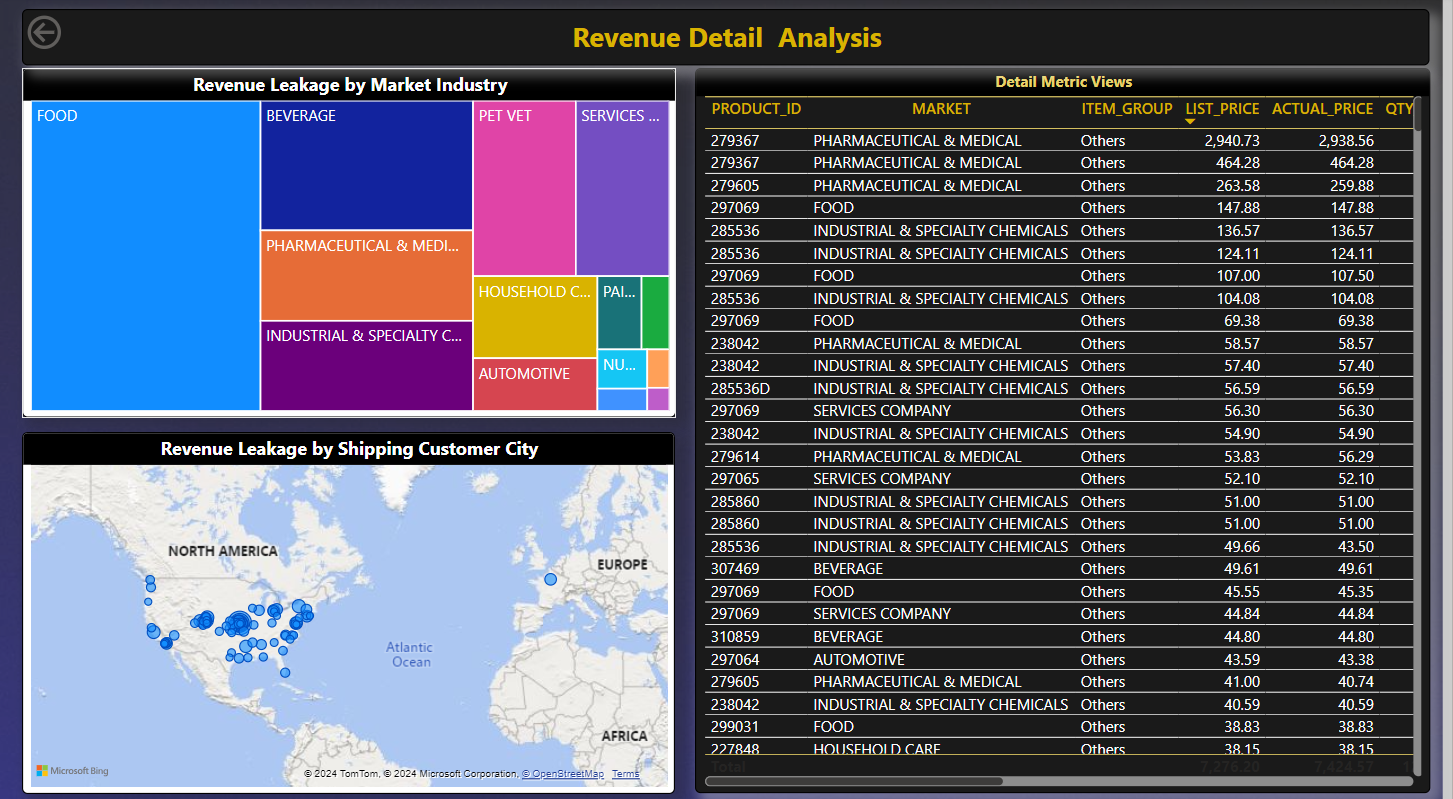 Revenue Detail  Analysis
Revenue Leakage by Market Industry
FOOD
BEVERAGE
PET VET
SERVICES ...
PHARMACEUTICAL & MEDI...
HOUSEHOLD C...
PAI...
INDUSTRIAL & SPECIALTY C...
NU...
AUTOMOTIVE
Revenue Leakage by Shipping Customer City
NORTH AMERICA
EUROPE
Atlantic
Ocean
AFRICA
Microsoft Bing
© 2024 TomTom, © 2024 Microsoft Corporation, © OpenStreetMap Terms
Detail Metric Views
PRODUCT_ID MARKET ITEM_GROUP LIST_PRICE ACTUAL_PRICE QTY
279367 PHARMACEUTICAL & MEDICAL Others 2,940.73 2,938.56
279367 PHARMACEUTICAL & MEDICAL Others 464.28 464.28
279605 PHARMACEUTICAL & MEDICAL Others 263.58 259.88
297069 FOOD Others 147.88 147.88
285536 INDUSTRIAL & SPECIALTY CHEMICALS Others 136.57 136.57
285536 INDUSTRIAL & SPECIALTY CHEMICALS Others 124.11 124.11
297069 FOOD Others 107.00 107.50
285536 INDUSTRIAL & SPECIALTY CHEMICALS Others 104.08 104.08
297069 FOOD Others 69.38 69.38
238042 PHARMACEUTICAL & MEDICAL Others 58.57 58.57
238042 INDUSTRIAL & SPECIALTY CHEMICALS Others 57.40 57.40
285536D INDUSTRIAL & SPECIALTY CHEMICALS Others 56.59 56.59
297069 SERVICES COMPANY Others 56.30 56.30
238042 INDUSTRIAL & SPECIALTY CHEMICALS Others 54.90 54.90
279614 PHARMACEUTICAL & MEDICAL Others 53.83 56.29
297065 SERVICES COMPANY Others 52.10 52.10
285860 INDUSTRIAL & SPECIALTY CHEMICALS Others 51.00 51.00
285860 INDUSTRIAL & SPECIALTY CHEMICALS Others 51.00 51.00
285536 INDUSTRIAL & SPECIALTY CHEMICALS Others 49.66 43.50
307469 BEVERAGE Others 49.61 49.61
297069 FOOD Others 45.55 45.35
297069 SERVICES COMPANY Others 44.84 44.84
310859 BEVERAGE Others 44.80 44.80
297064 AUTOMOTIVE Others 43.59 43.38
279605 PHARMACEUTICAL & MEDICAL Others 41.00 40.74
238042 INDUSTRIAL & SPECIALTY CHEMICALS Others 40.59 40.59
299031 FOOD Others 38.83 38.83
227848 HOUSEHOLD CARE Others 38.15 38.15
Total 7,276.20 7,424.57 1